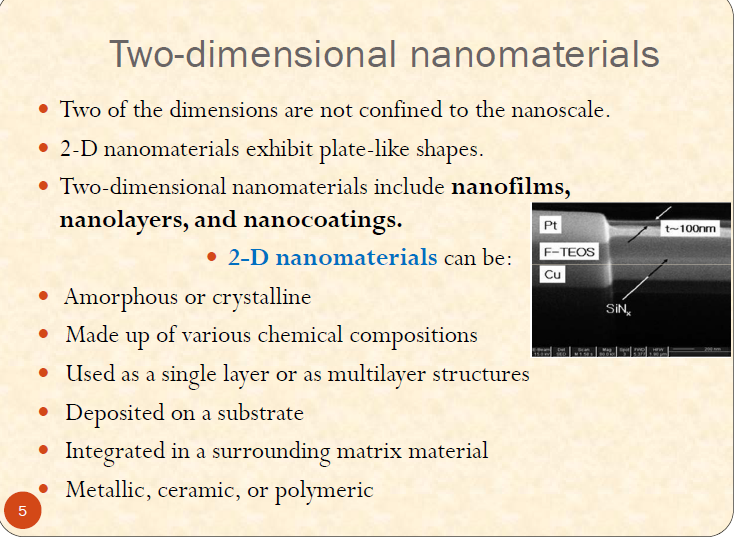 Two-dimensional nanomaterials
• Two of the dimensions are not confined to the nanoscale.
• 2-D nanomaterials exhibit plate-like shapes.
• Two-dimensional nanomaterials include nanofilms,
nanolayers, and nanocoatings.
• 2-D nanomaterials can be:
• Amorphous or crystalline
• Made up of various chemical compositions
• Used as a single layer or as multilayer structures
• Deposited on a substrate
• Integrated in a surrounding matrix material
• Metallic, ceramic, or polymeric
Pt
t~100nm
F-TEOS
Cu
SiNx
5